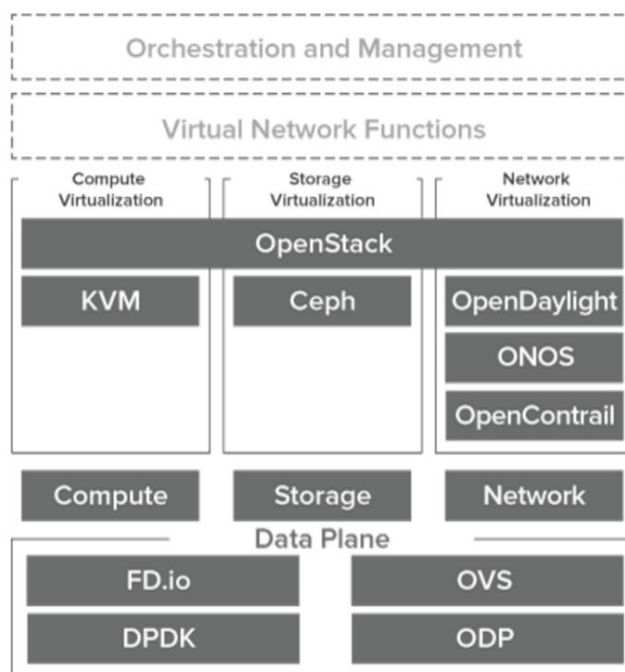 Orchestration and Management
Virtual Network Functions
Compute
Virtualization
Storage
Virtualization
Network
Virtualization
OpenStack
KVM
Ceph
OpenDaylight
ONOS
OpenContrail
Compute
Storage
Network
Data Plane
FD.io
OVS
DPDK
ODP